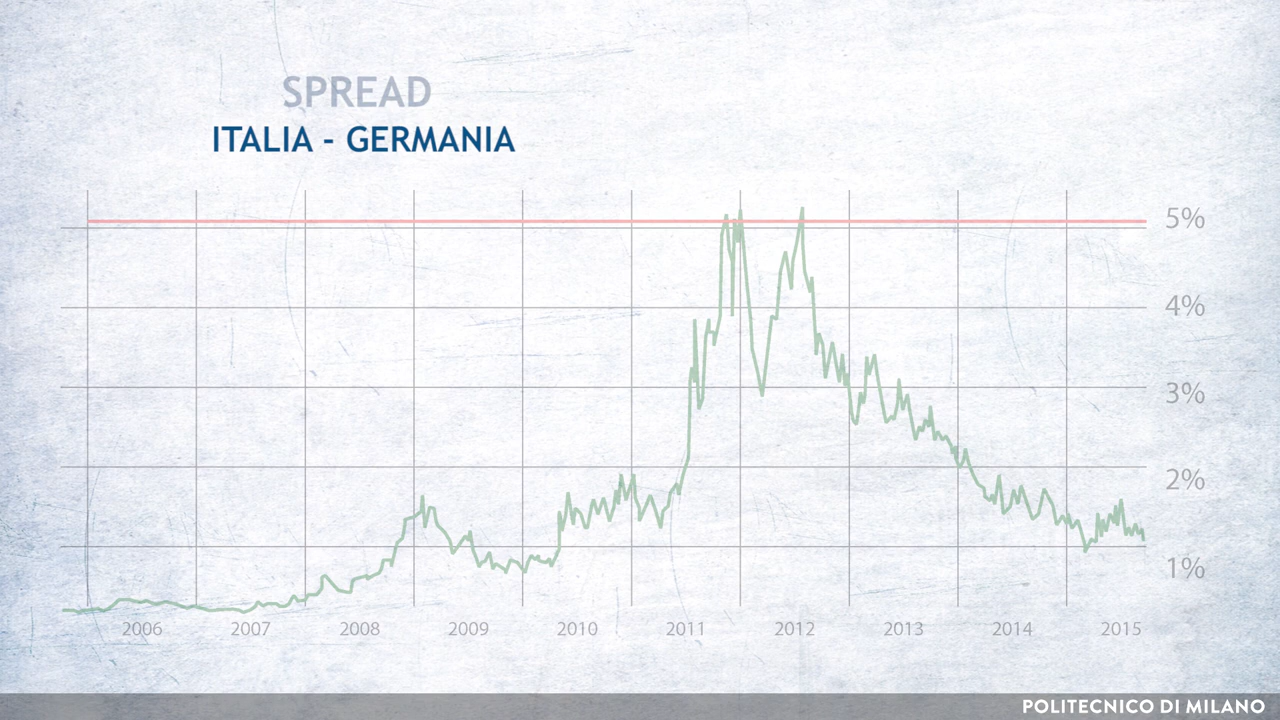 SPREAD
ITALIA - GERMANIA
5%
4%
3%
2%
1%
2006 2007 2008 2009 2010 2011 2012 2013 2014 2015
POLITECNICO DI MILANO